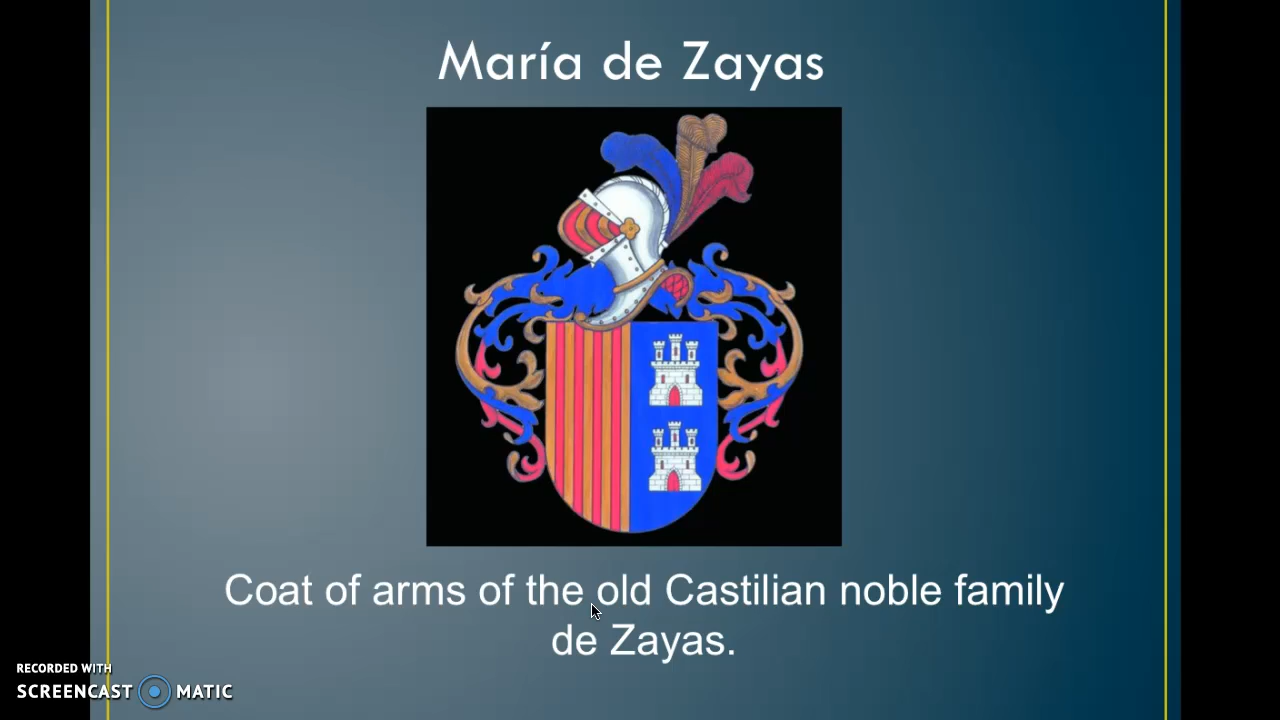 María de Zayas
Coat of arms of the old Castilian noble family
de Zayas.
RECORDED WITH
SCREENCAST MATIC